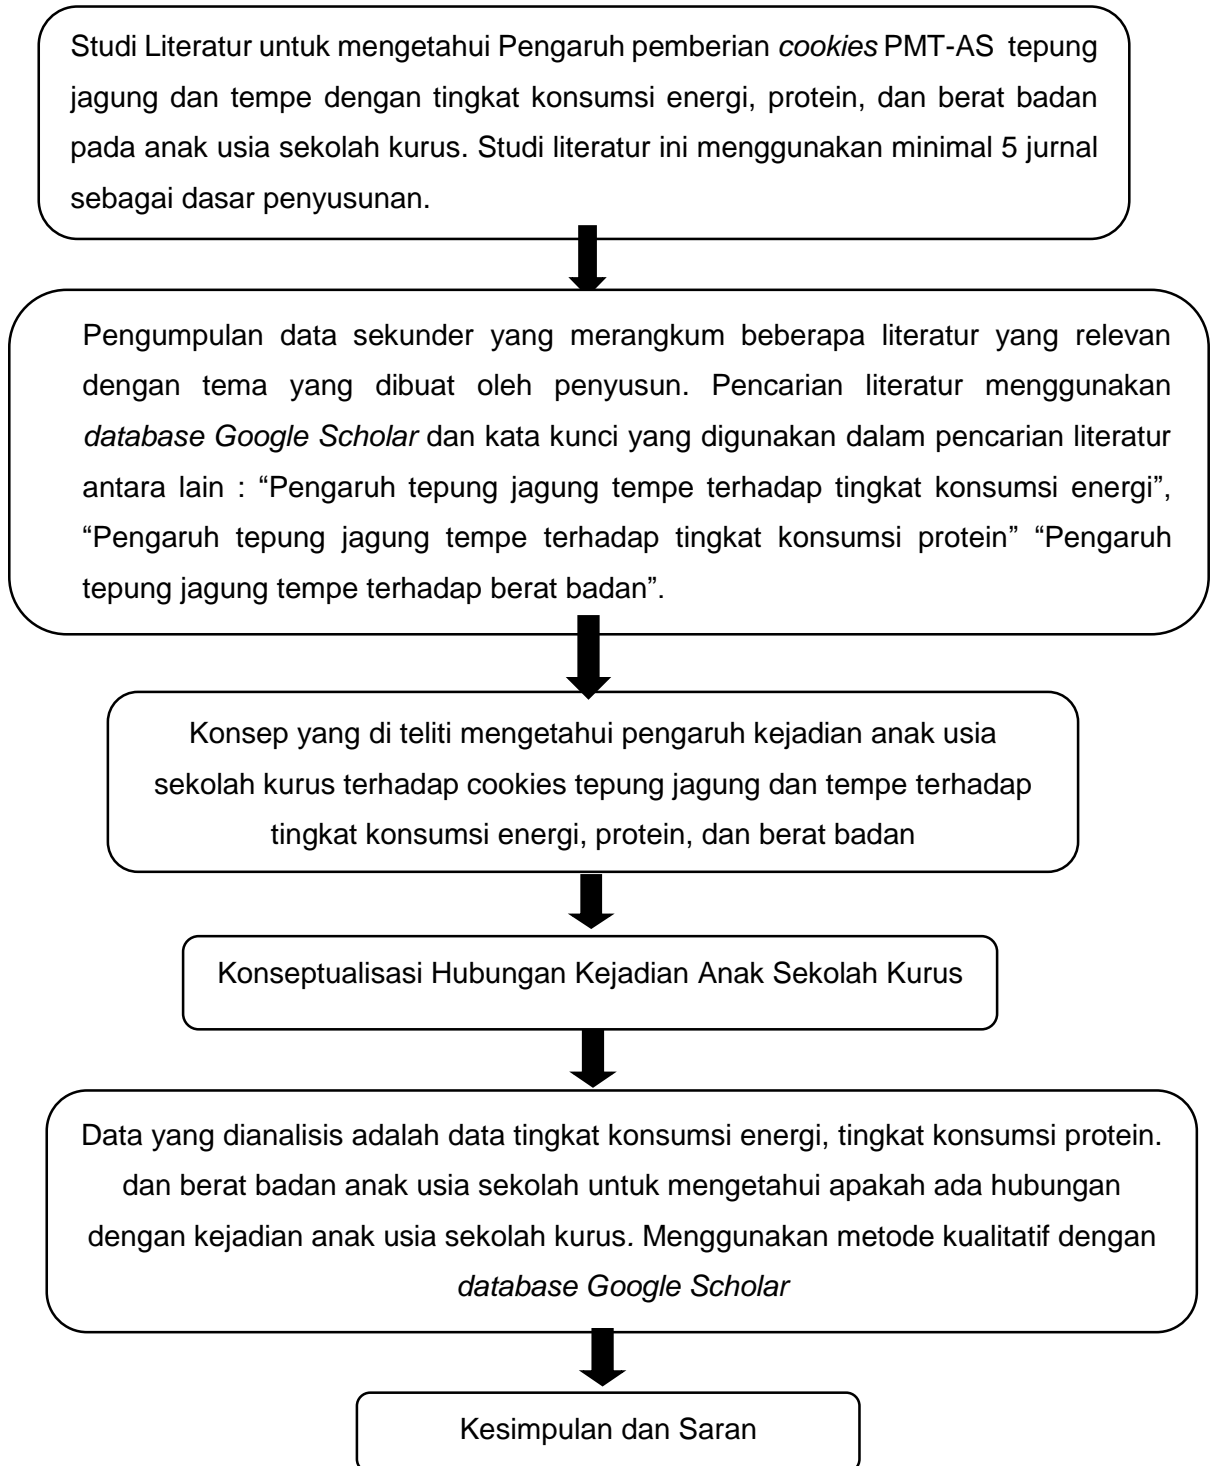 Studi Literatur untuk mengetahui Pengaruh pemberian cookies PMT-AS tepung
jagung dan tempe dengan tingkat konsumsi energi, protein, dan berat badan
pada anak usia sekolah kurus. Studi literatur ini menggunakan minimal 5 jurnal
sebagai dasar penyusunan.
Pengumpulan data sekunder yang merangkum beberapa literatur yang relevan
dengan tema yang dibuat oleh penyusun. Pencarian literatur menggunakan
database Google Scholar dan kata kunci yang digunakan dalam pencarian literatur
antara lain : “Pengaruh tepung jagung tempe terhadap tingkat konsumsi energi”,
“Pengaruh tepung jagung tempe terhadap tingkat konsumsi protein” “Pengaruh
tepung jagung tempe terhadap berat badan”.
Konsep yang di teliti mengetahui pengaruh kejadian anak usia
sekolah kurus terhadap cookies tepung jagung dan tempe terhadap
tingkat konsumsi energi, protein, dan berat badan
Konseptualisasi Hubungan Kejadian Anak Sekolah Kurus
Data yang dianalisis adalah data tingkat konsumsi energi, tingkat konsumsi protein.
dan berat badan anak usia sekolah untuk mengetahui apakah ada hubungan
dengan kejadian anak usia sekolah kurus. Menggunakan metode kualitatif dengan
database Google Scholar
Kesimpulan dan Saran